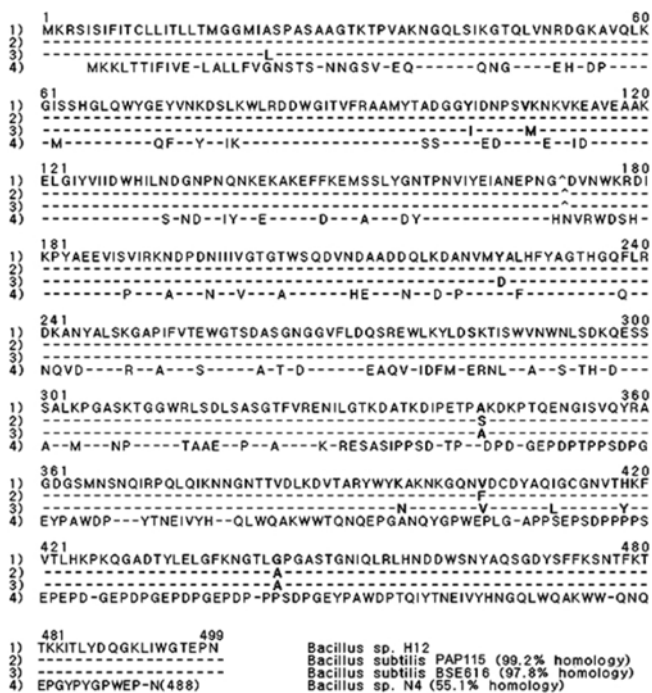 1 60
1) MKRSISIFITCLLITLLTMGGMIASPASAAGTKTPVAKNGQLSIKGTQLVNRDGKAVQLK
2) ------------------------------------------------------------
3) -----------------------L------------------------------------
4) MKKLTTIFIVE-LALLFVGNSTS-NNGSV-EQ------QNG----EH-DP----
61 120
1) GISSHGLQWYGEYVNKDSLKWLRDDWGITVFRAAMYTADGGYIDNPSVKNKVKEAVEAAK
2) ------------------------------------------------------------
3) -----------------------------------------I-----M------------
4) -M---------QF--Y--IK------------------SS----ED----E--ID-----
121 180
1) ELGIYVIIDWHILNDGNPNQNKEKAKEFFKEMSSLYGNTPNVIYEIANEPNG^DVNWKRDI
2) ------------------------------------------------------------
3) ----------------------------------------------------^--------
4) --------------S-ND--IY--E-----D---A---DY------------HNVRWDSH-
181 240
1) KPYAEEVISVIRKNDPDNIIIVGTGTWSQDVNDAADDQLKDANVMYALHFYAGTHGQFLR
2) ------------------------------------------------------------
3) ---------------------------------------------D--------------
4) ---------P---A---N--V---A-------HE---N--D-P-----F---------Q--
241 300
1) DKANYALSKGAPIFVTEWGTSDASGNGGVFLDQSREWLKYLDSKTISWVNWNLSDKQESS
2) ------------------------------------------------------------
3) ------------------------------------------------------------
4) NQVD----R---A---S-----A-T-D------EAQV-IDFM-ERNL--A--S-TH-D---
301 360
1) SALKPGASKTGGWRLSDLSASGTFVRENILGTKDATKDIPETPAKDKPTQENGISVQYRA
2) -------------------------------------------S----------------
3) -------------------------------------------A----------------
4) A--M---NP-----TAAE--P--A----K-RESASIPPSD-TP--DPD-GEPDPTPPSDPG
361 420
1) GDGSMNSNQIRPQLQIKNNGNTTVDLKDVTARYWYKAKNKGQNVDCDYAQIGCGNVTHKF
2) -------------------------------------------F----------------
3) ------------------------------------N------V------L------Y--
4) EYPAWDP---YTNEIVYH--QLWQAKWWTQNQEPGANQYGPWEPLG-APPSEPSDPPPPS
421 480
1) VTLHKPKQGADTYLELGFKNGTLGPGASTGNIQLRLHNDDWSNYAQSGDYSFFKSNTFKT
2) ------------------------A-----------------------------------
3) ------------------------A-----------------------------------
4) EPEPD-GEPDPGEPDPGEPDP-PPSDPGEYPAWDPTQIYTNEIVYHNGQLWQAKWW-QNQ
481 499
1) TKKITLYDQGKLIWGTEPN Bacillus sp. H12
2) ------------------- Bacillus subtilis PAP115 (99.2% homology)
3) ------------------- Bacillus subtilis BSE616 (97.8% homology)
4) EPGYPYGPWEP-N(488) Bacillus sp. N4 (55.1% homology)